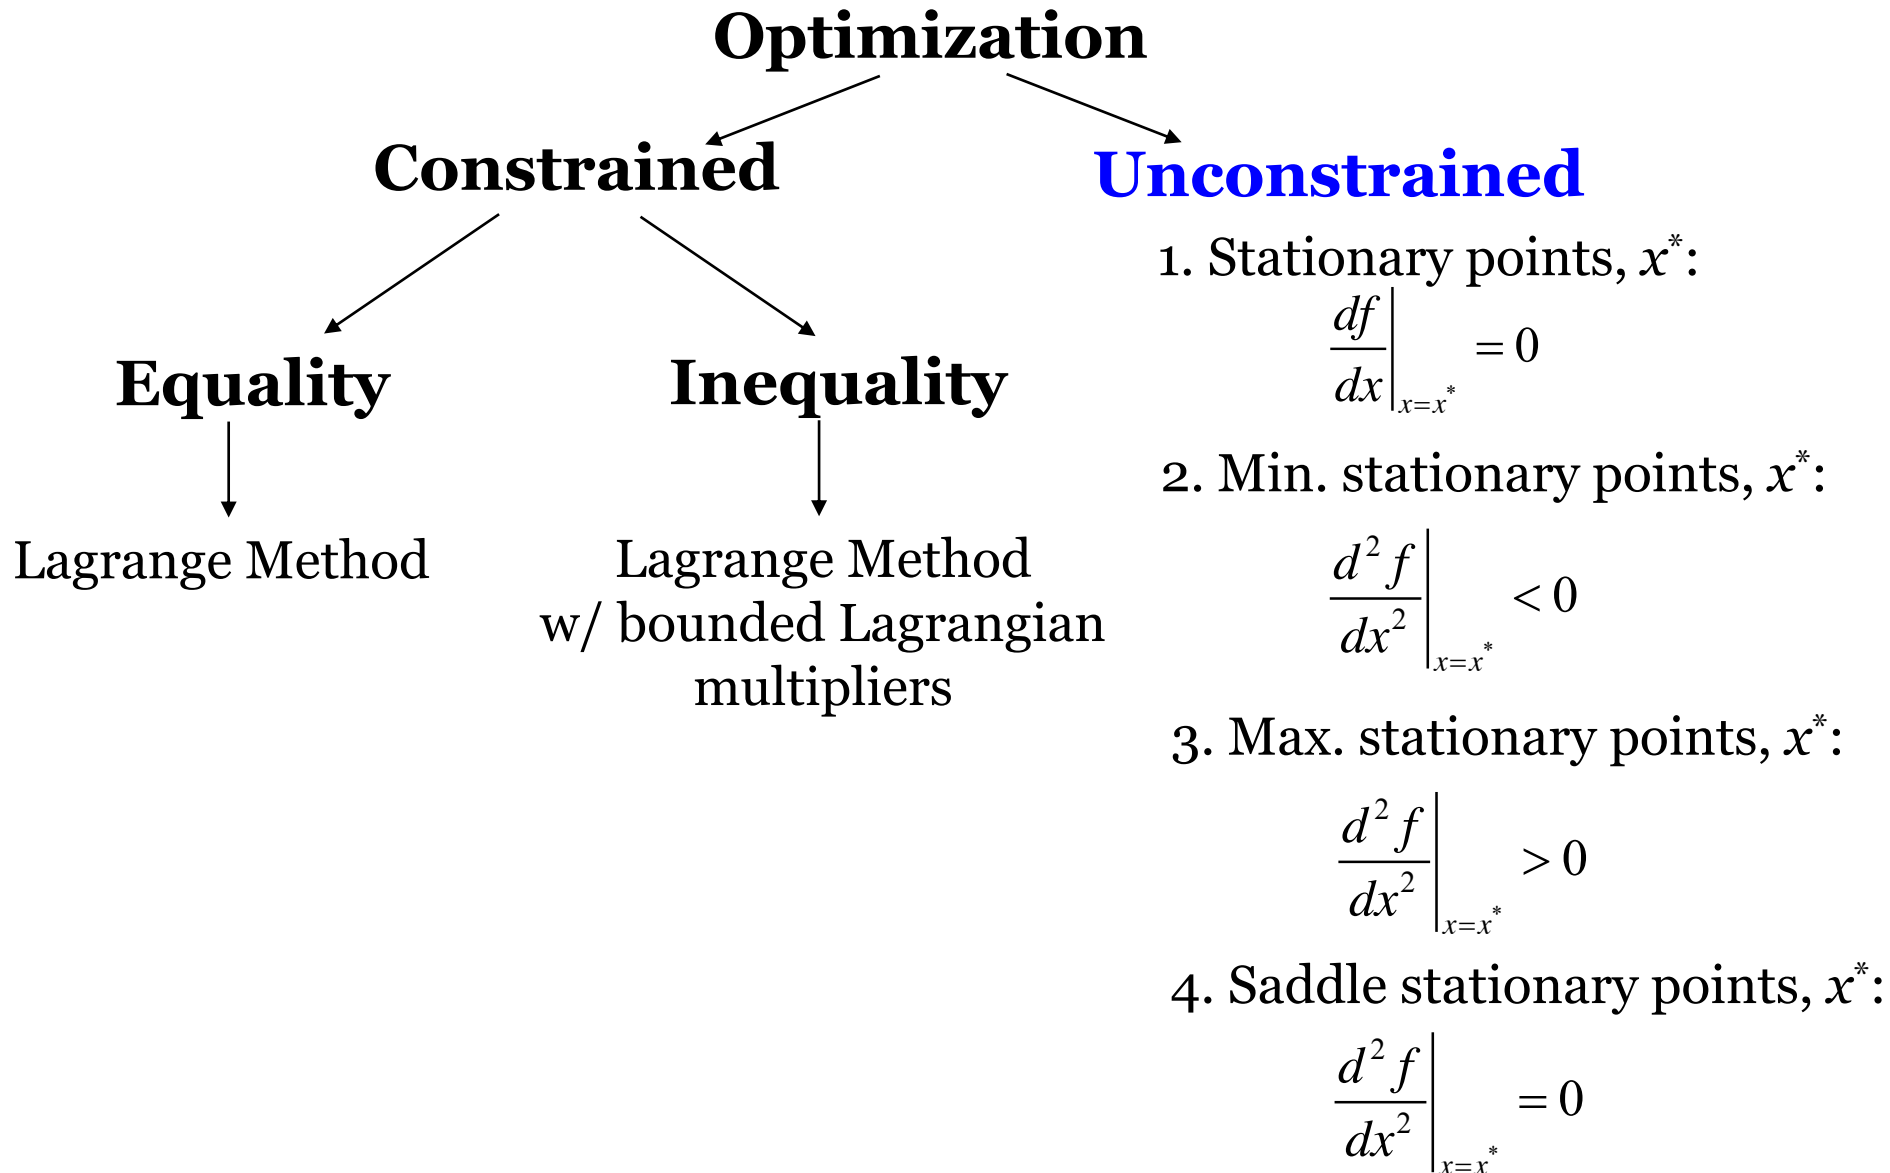 Optimization
Constrained
Unconstrained
Equality
Inequality
Lagrange Method
Lagrange Method
w/ bounded Lagrangian
multipliers
1. Stationary points, x*:
df/dx|x=x* = 0
2. Min. stationary points, x*:
d²f/dx²|x=x* < 0
3. Max. stationary points, x*:
d²f/dx²|x=x* > 0
4. Saddle stationary points, x*:
d²f/dx²|x=x* = 0